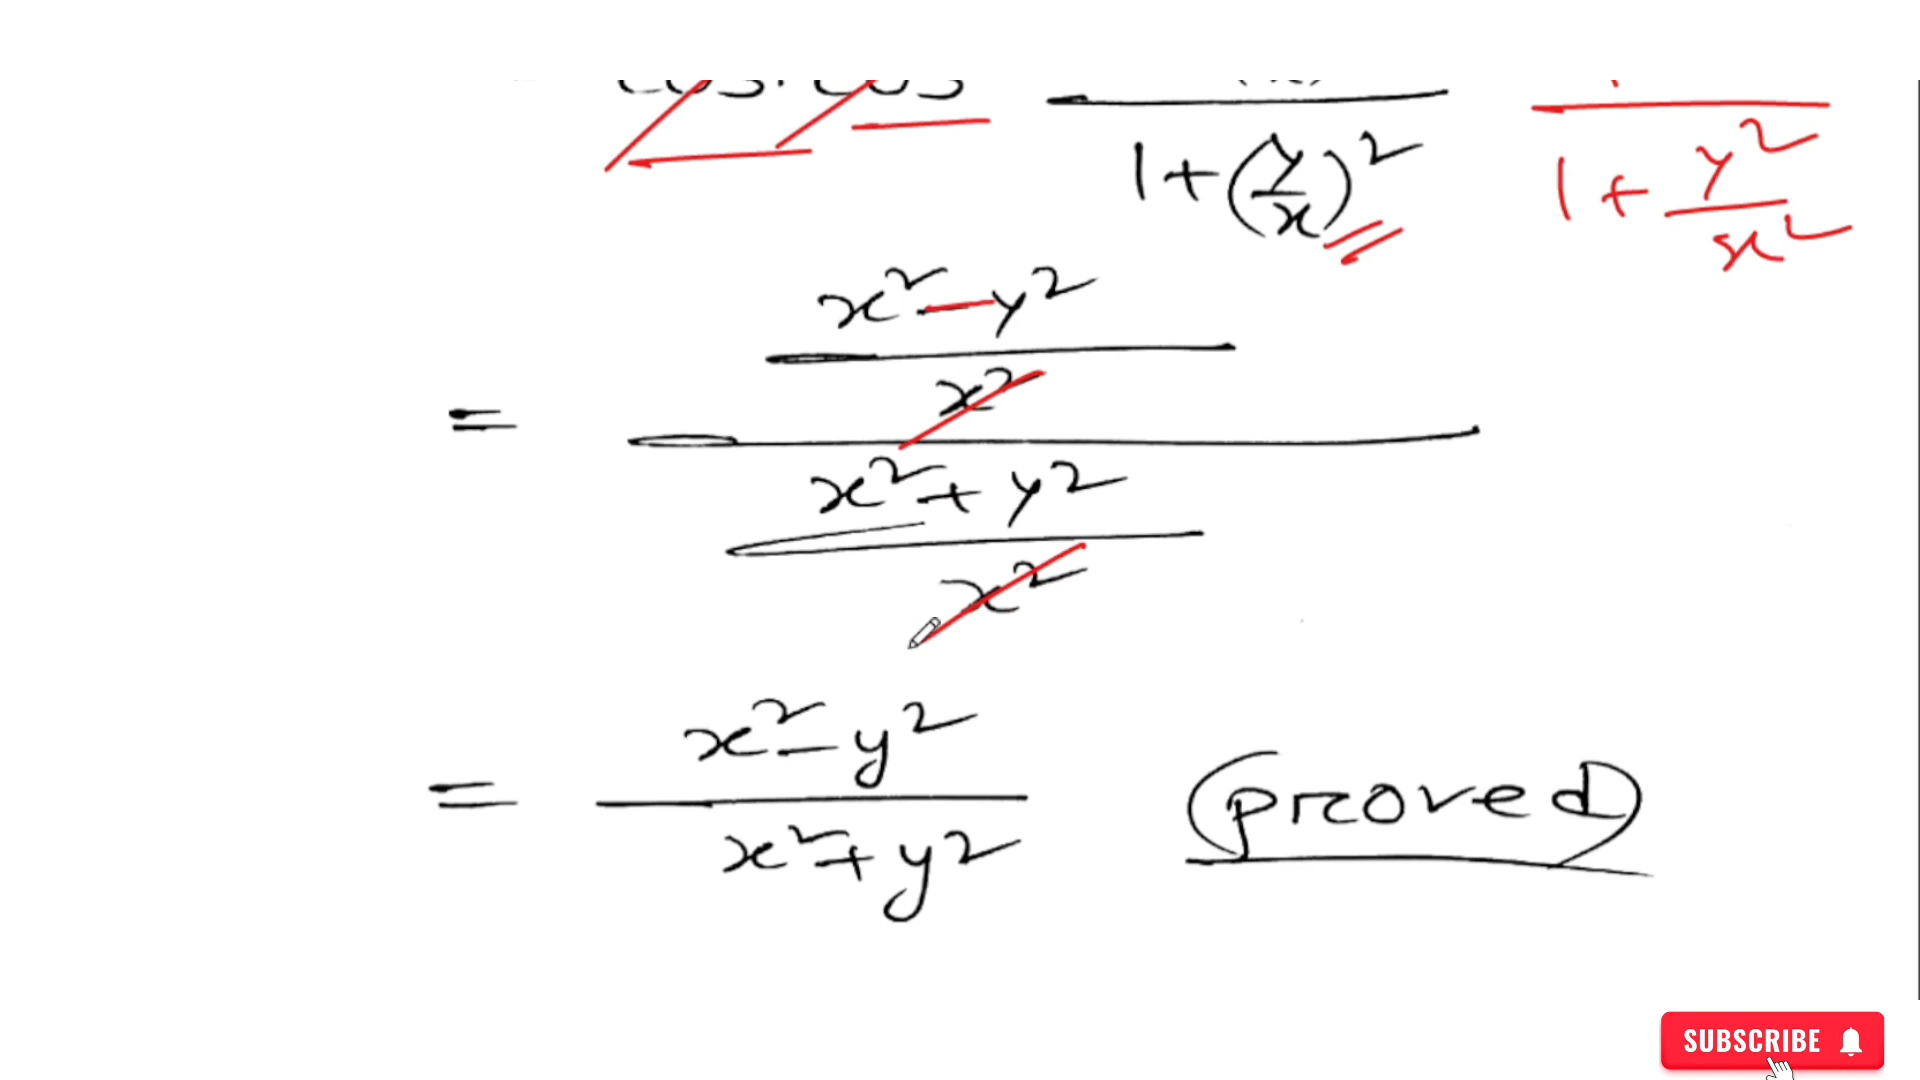 1 + (y/x)²
1 + y²/x²
x² - y²
x²
=
x² + y²
x²
= x² - y²
x² + y²
(proved)
SUBSCRIBE